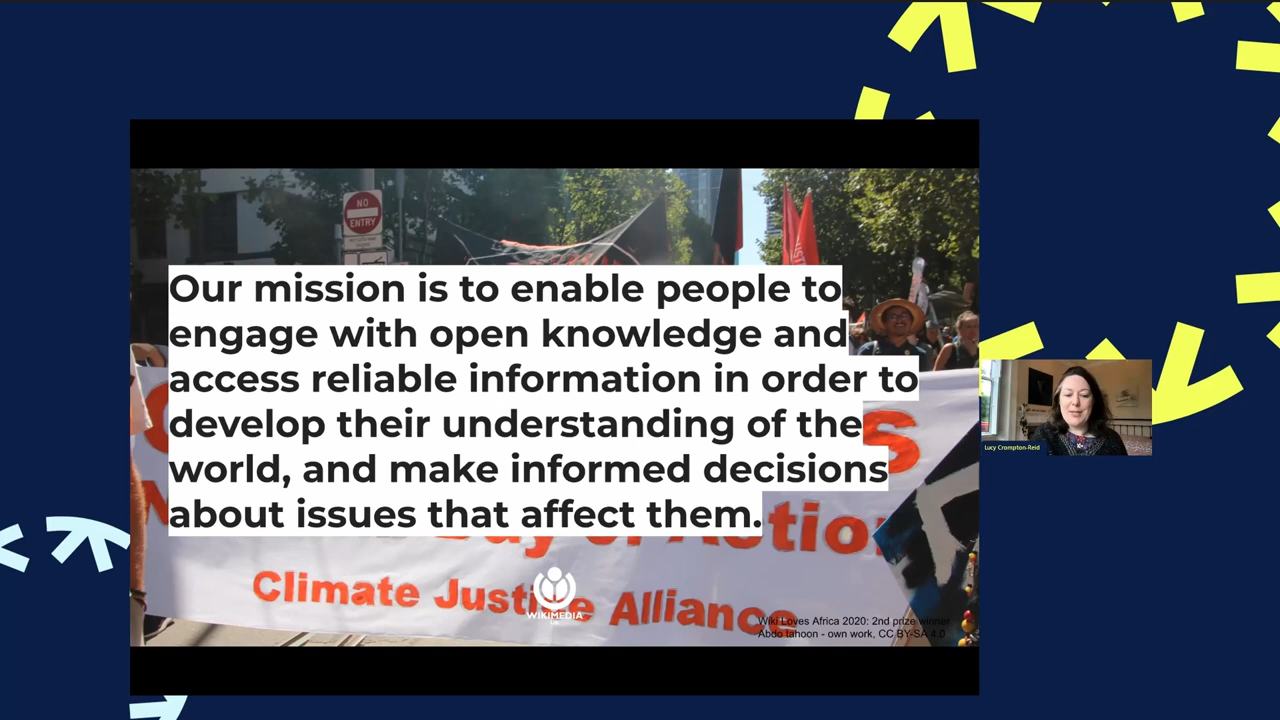 NO
ENTRY
Our mission is to enable people to
engage with open knowledge and
access reliable information in order to
develop their understanding of the
world, and make informed decisions
about issues that affect them.
Climate Justice Alliance
WIKIMEDIA
UK
Wiki Loves Africa 2020: 2nd prize winner
Abdo tahoon - own work, CC BY-SA 4.0
Lucy Crompton-Reid